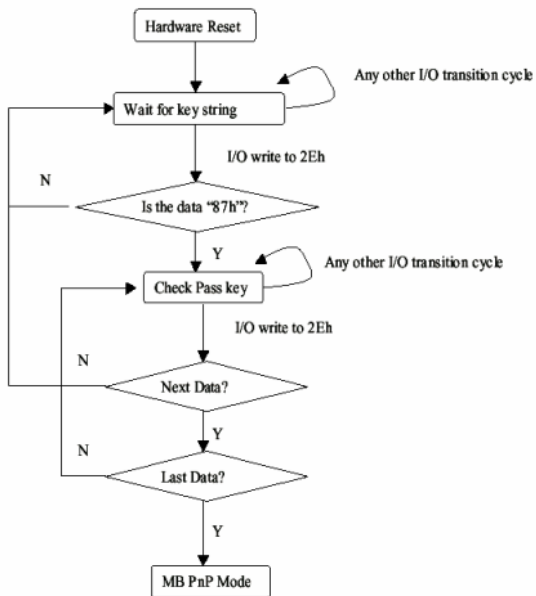 Hardware Reset
Any other I/O transition cycle
Wait for key string
I/O write to 2Eh
N
Is the data “87h”?
Y
Any other I/O transition cycle
Check Pass key
I/O write to 2Eh
N
Next Data?
Y
N
Last Data?
Y
MB PnP Mode